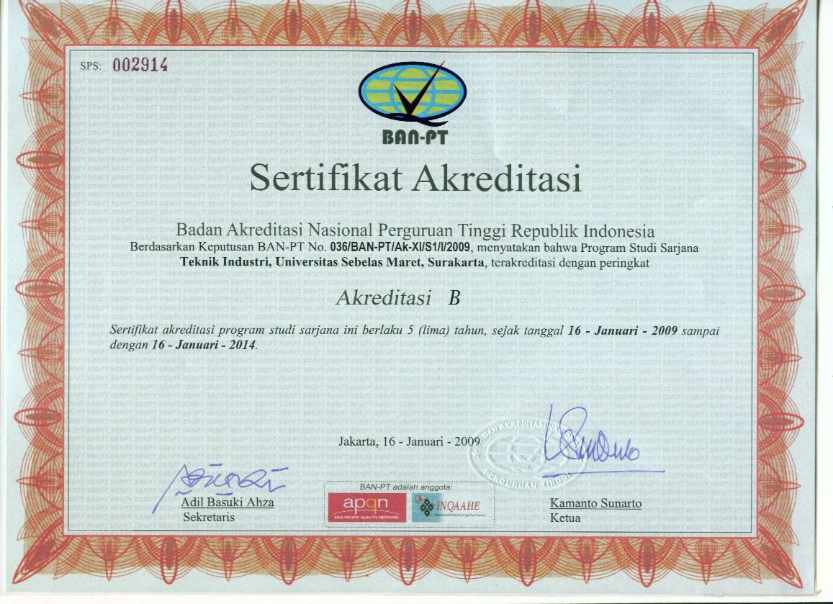 SPS: 002914
BAN-PT
Sertifikat Akreditasi
Badan Akreditasi Nasional Perguruan Tinggi Republik Indonesia
Berdasarkan Keputusan BAN-PT No. 036/BAN-PT/Ak-XI/S1/I/2009, menyatakan bahwa Program Studi Sarjana
Teknik Industri, Universitas Sebelas Maret, Surakarta, terakreditasi dengan peringkat
Akreditasi B
Sertifikat akreditasi program studi sarjana ini berlaku 5 (lima) tahun, sejak tanggal 16 - Januari - 2009 sampai
dengan 16 - Januari - 2014.
Jakarta, 16 - Januari - 2009
BAN-PT adalah anggota:
apqn
ASIA PACIFIC QUALITY NETWORK
INQAAHE
Adil Basuki Ahza
Sekretaris
Kamanto Sunarto
Ketua